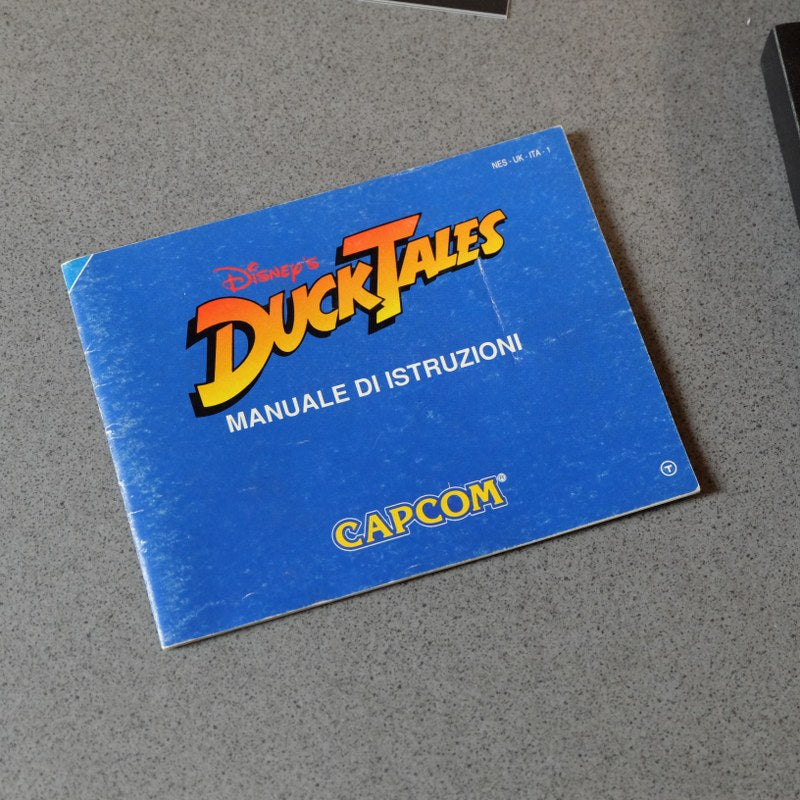 NES - UK - ITA - 1
Disney's
DUCKTALES
MANUALE DI ISTRUZIONI
CAPCOM®
T